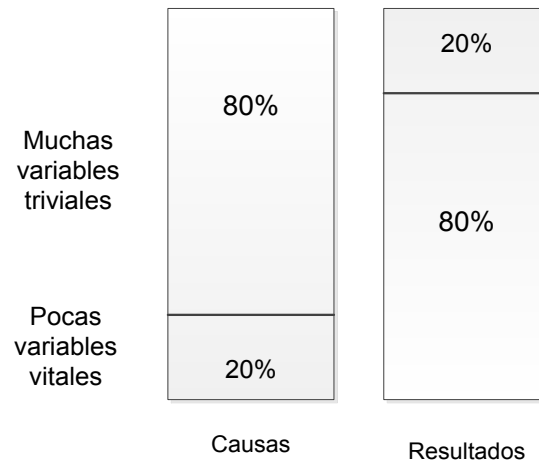 20%
80%
Muchas
variables
triviales
80%
Pocas
variables
vitales
20%
Causas
Resultados